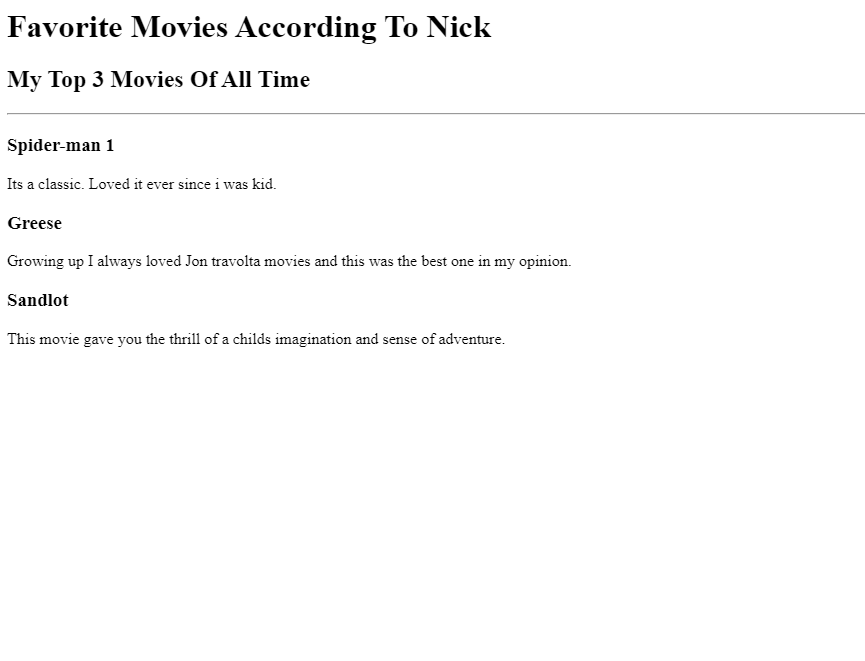 Favorite Movies According To Nick
My Top 3 Movies Of All Time
Spider-man 1
Its a classic. Loved it ever since i was kid.
Greese
Growing up I always loved Jon travolta movies and this was the best one in my opinion.
Sandlot
This movie gave you the thrill of a childs imagination and sense of adventure.